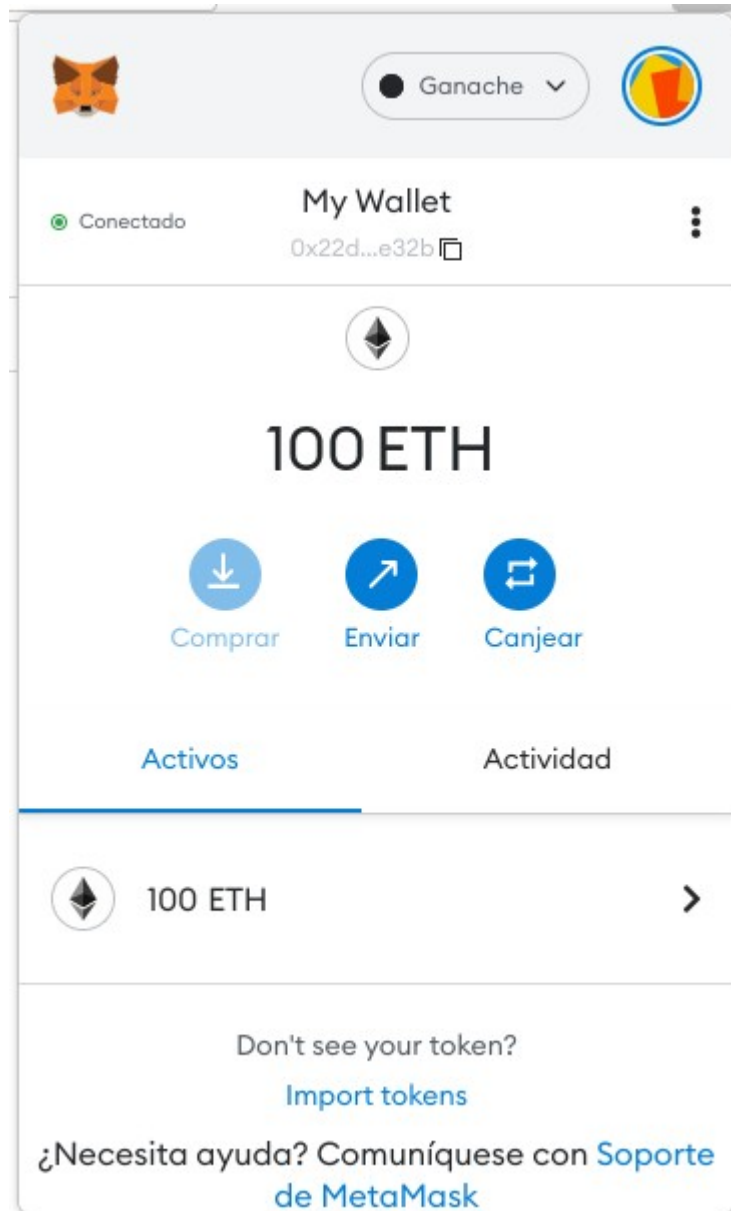 Ganache
Conectado
My Wallet
0x22d...e32b
100 ETH
Comprar
Enviar
Canjear
Activos
Actividad
100 ETH
Don't see your token?
Import tokens
¿Necesita ayuda? Comuníquese con Soporte
de MetaMask